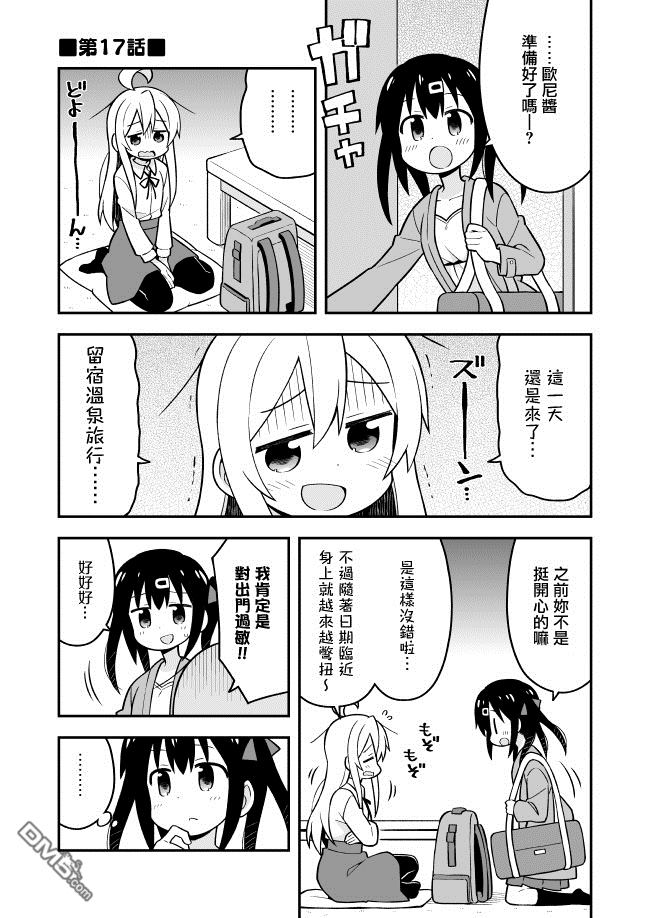 ■第17話■
……歐尼醬
準備好了嗎—?
ガチャ
………
………
どよーーん…
這一天
還是來了…
ズーン…
留宿溫泉旅行……
之前妳不是
挺開心的嘛
是這樣沒錯啦…
不過隨著日期臨近
身上就越來越彆扭～
もぞ
もぞ
我肯定是
對出門過敏!!
好好好…
……
DM5.com